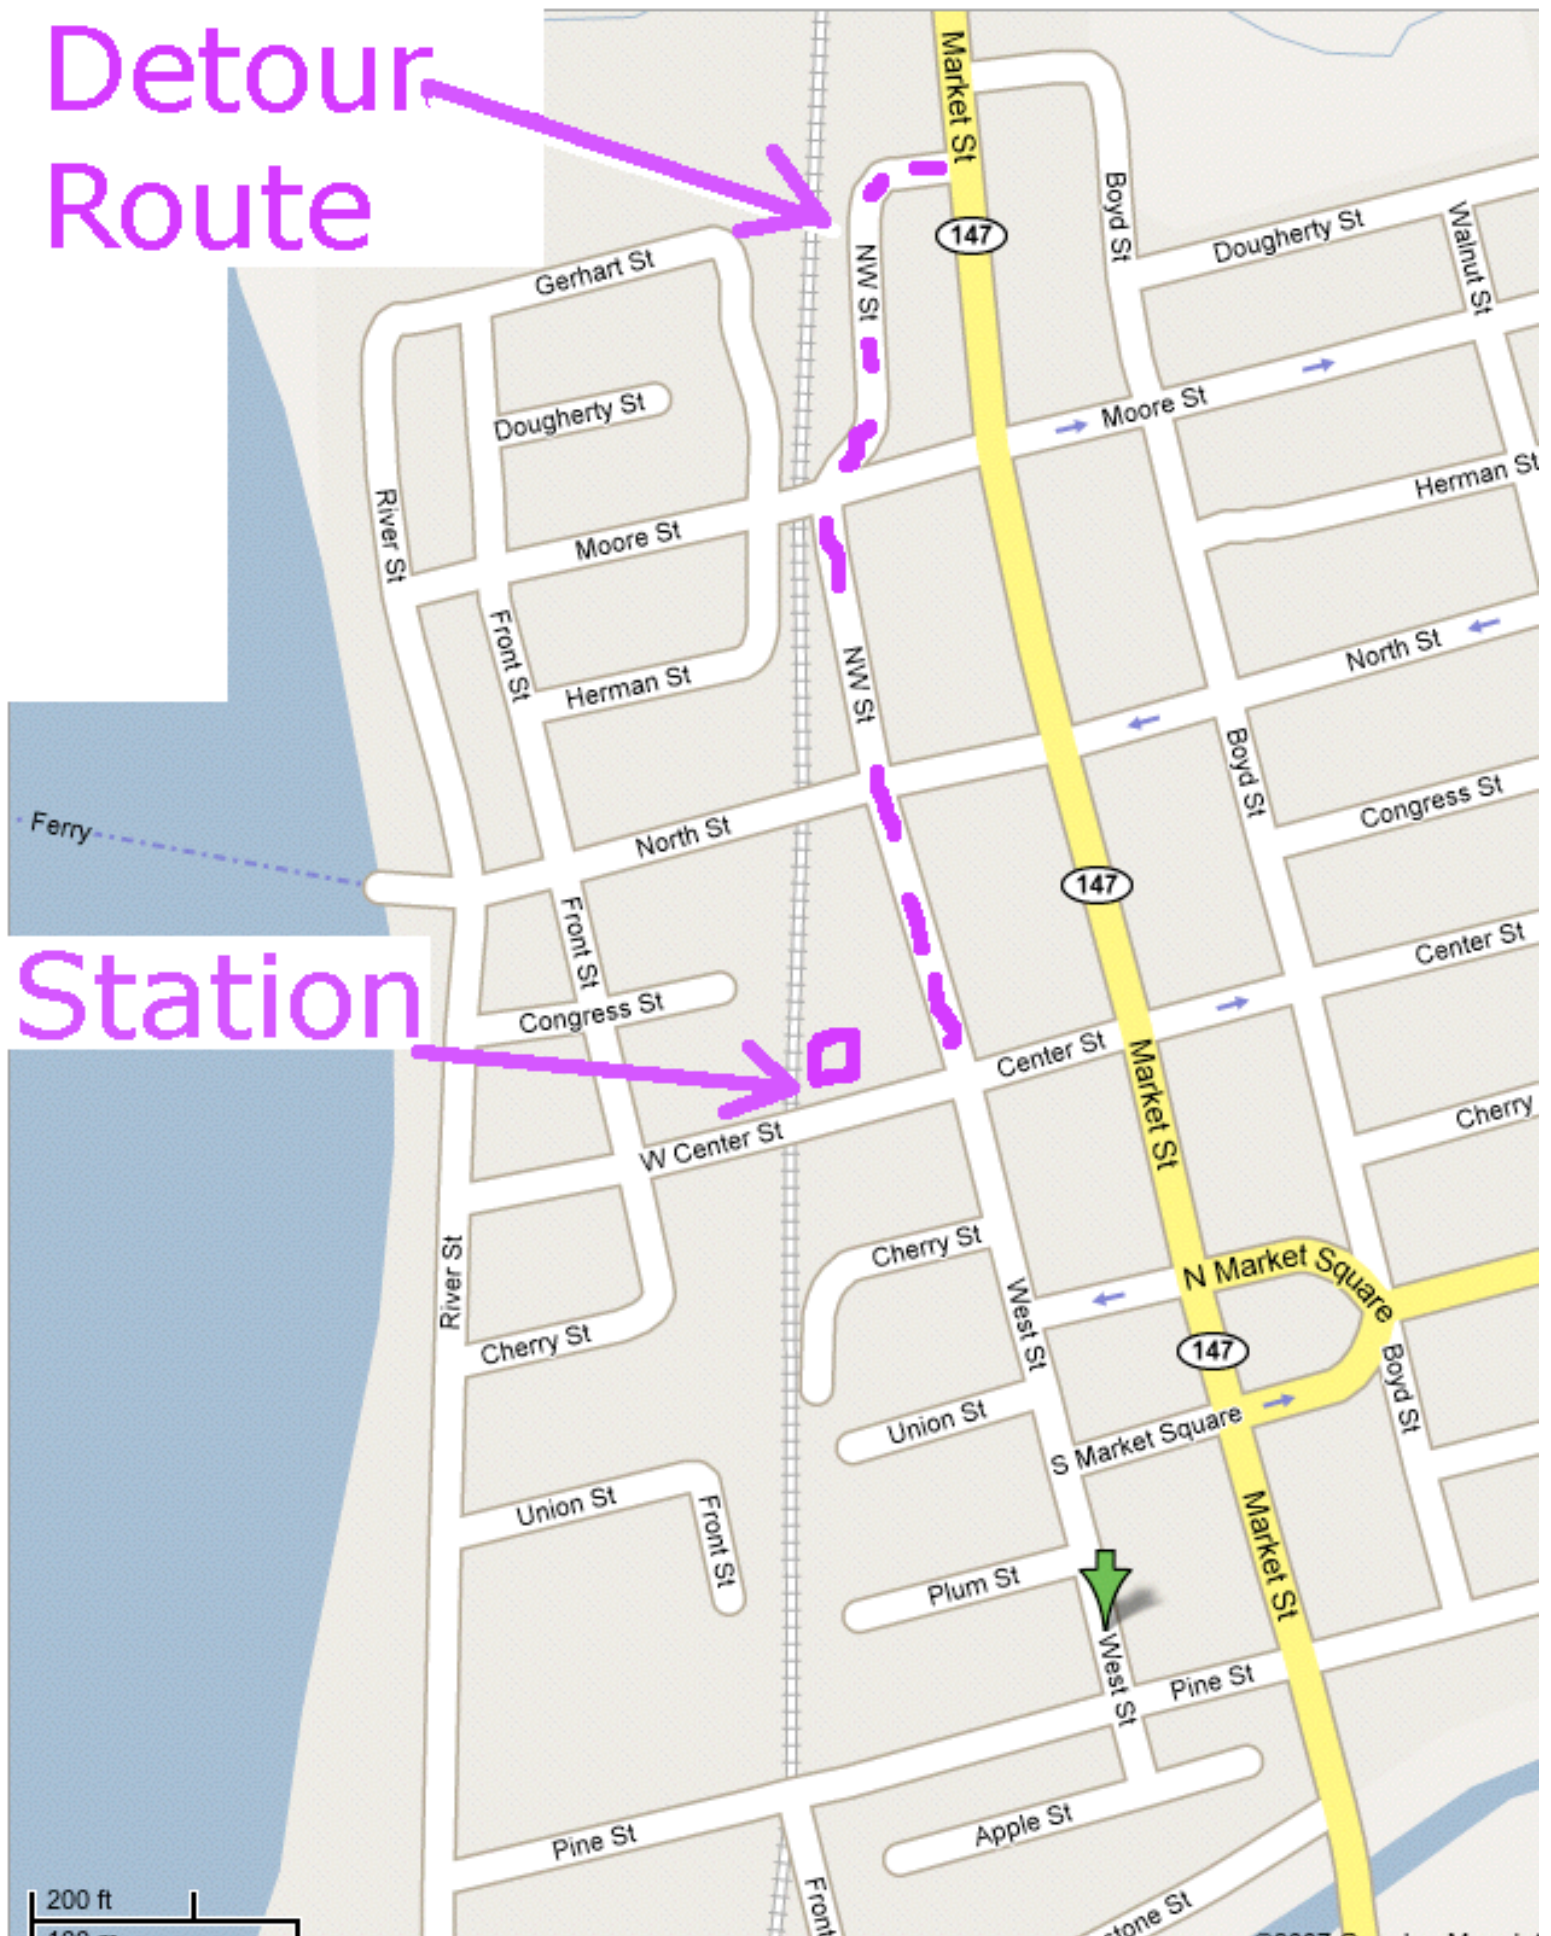 Detour
Route
Market St
Boyd St
147
NW St
Gerhart St
Dougherty St
Walnut St
Dougherty St
Moore St
River St
Moore St
Herman St
Front St
Herman St
NW St
North St
Boyd St
Congress St
Ferry
North St
147
Front St
Center St
Station
Congress St
Center St
Market St
W Center St
Cherry
Cherry St
River St
West St
N Market Square
Cherry St
147
Boyd St
Union St
S Market Square
Union St
Front St
Market St
Plum St
West St
Pine St
Apple St
Pine St
Front
200 ft